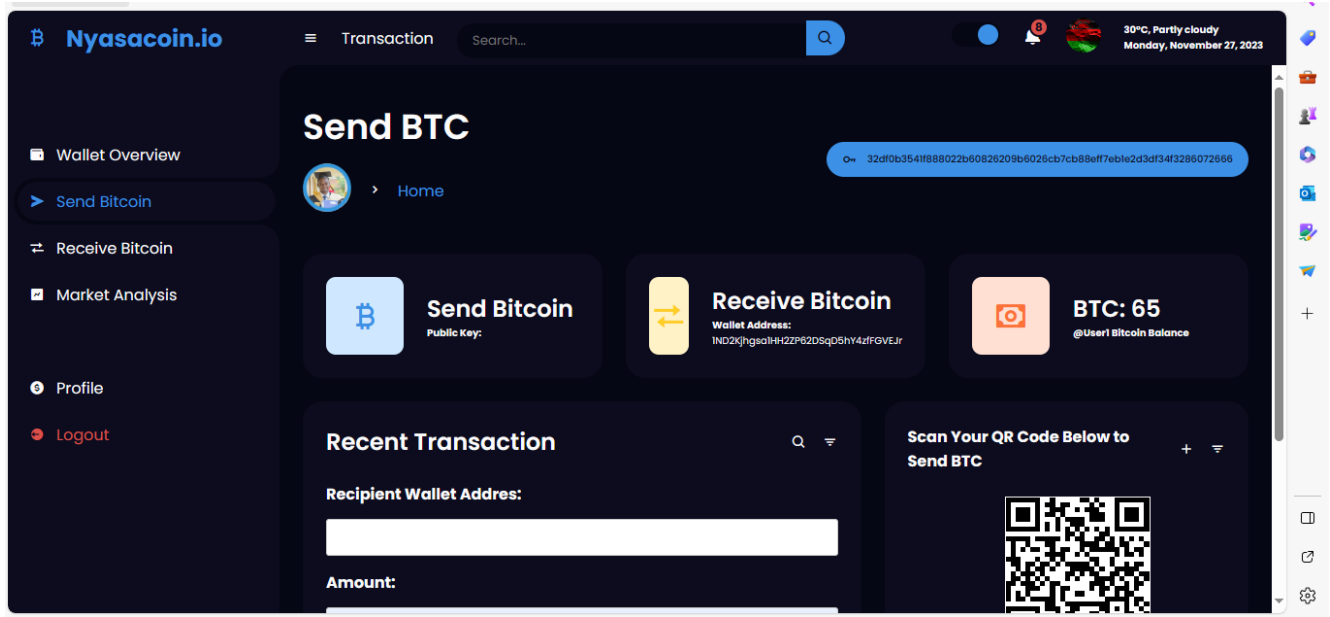 Nyasacoin.io
Transaction
Search...
8
30°C, Partly cloudy
Monday, November 27, 2023
Wallet Overview
Send Bitcoin
Receive Bitcoin
Market Analysis
Profile
Logout
Send BTC
Home
32df0b3541f888022b60826209b6026cb7cb88eff7eb1e2d3df34f3286072666
Send Bitcoin
Public Key:
Receive Bitcoin
Wallet Address:
1ND2Kjhgsa1HH2ZP62DSqD5hY4zfFGVEJr
BTC: 65
@User1 Bitcoin Balance
Recent Transaction
Recipient Wallet Addres:
Amount:
Scan Your QR Code Below to
Send BTC